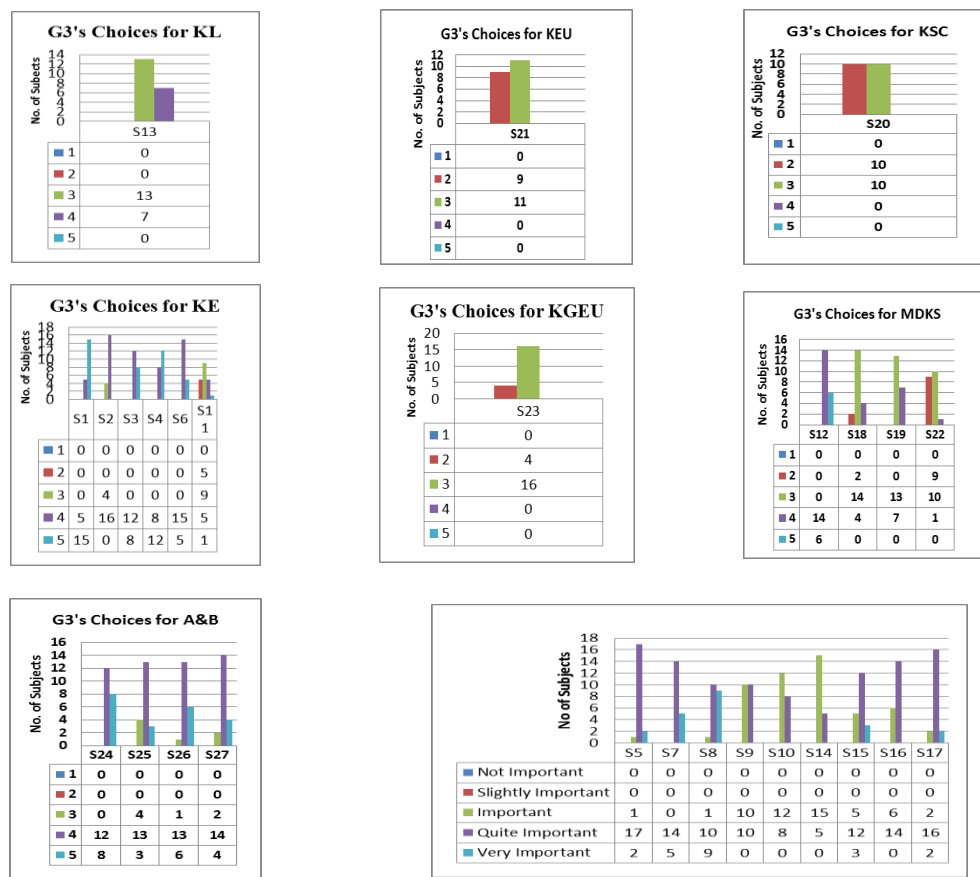 G3's Choices for KL
No. of Subjects
14
12
10
8
6
4
2
0
S13
1 0
2 0
3 13
4 7
5 0
G3's Choices for KEU
No. of Subjects
12
11
10
9
8
7
6
5
4
3
2
1
0
S21
1 0
2 9
3 11
4 0
5 0
G3's Choices for KSC
No. of Subjects
12
10
8
6
4
2
0
S20
1 0
2 10
3 10
4 0
5 0
G3's Choices for KE
No. of Subjects
18
16
14
12
10
8
6
4
2
0
S1 S2 S3 S4 S6 S1
1
1 0 0 0 0 0 0
2 0 0 0 0 0 5
3 0 4 0 0 0 9
4 5 16 12 8 15 5
5 15 0 8 12 5 1
G3's Choices for KGEU
No. of Subjects
20
15
10
5
0
S23
1 0
2 4
3 16
4 0
5 0
G3's Choices for MDKS
No. of Subjects
16
14
12
10
8
6
4
2
0
S12 S18 S19 S22
1 0 0 0 0
2 0 2 0 9
3 0 14 13 10
4 14 4 7 1
5 6 0 0 0
G3's Choices for A&B
No. of Subjects
16
14
12
10
8
6
4
2
0
S24 S25 S26 S27
1 0 0 0 0
2 0 0 0 0
3 0 4 1 2
4 12 13 13 14
5 8 3 6 4
No of Subjects
18
16
14
12
10
8
6
4
2
0
S5 S7 S8 S9 S10 S14 S15 S16 S17
Not Important 0 0 0 0 0 0 0 0 0
Slightly Important 0 0 0 0 0 0 0 0 0
Important 1 0 1 10 12 15 5 6 2
Quite Important 17 14 10 10 8 5 12 14 16
Very Important 2 5 9 0 0 0 3 0 2